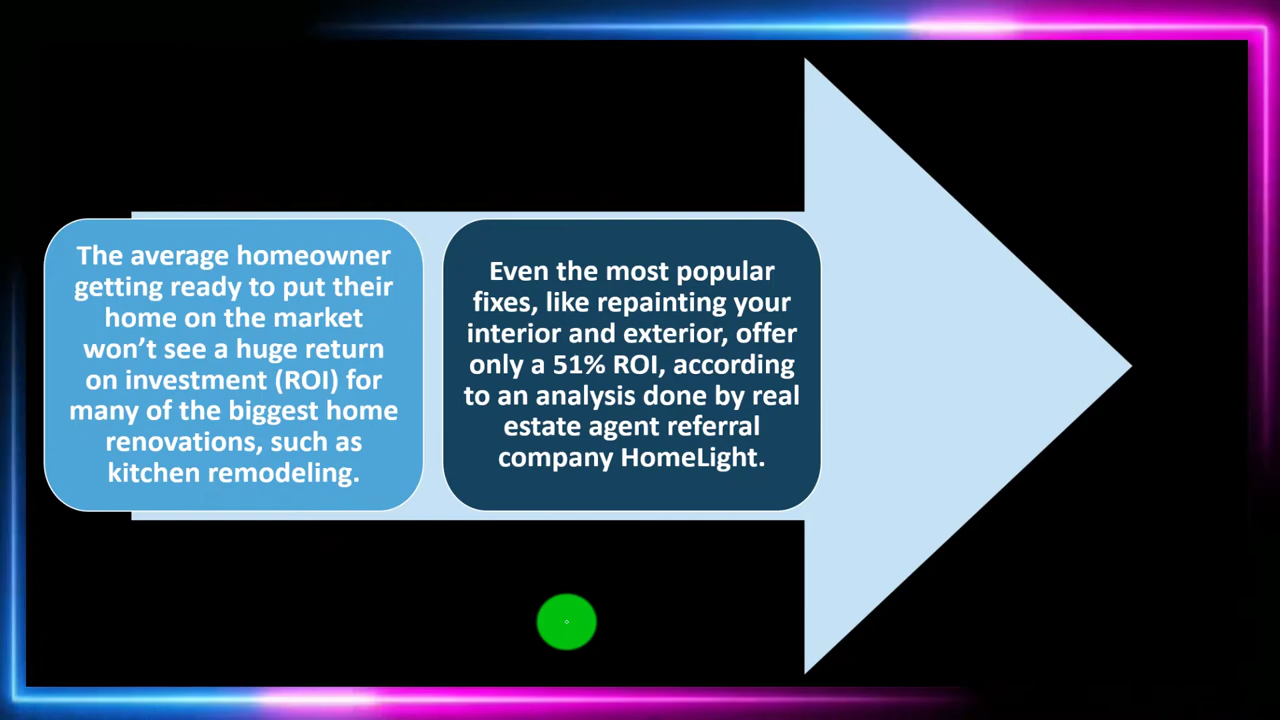 The average homeowner
getting ready to put their
home on the market
won’t see a huge return
on investment (ROI) for
many of the biggest home
renovations, such as
kitchen remodeling.
Even the most popular
fixes, like repainting your
interior and exterior, offer
only a 51% ROI, according
to an analysis done by real
estate agent referral
company HomeLight.